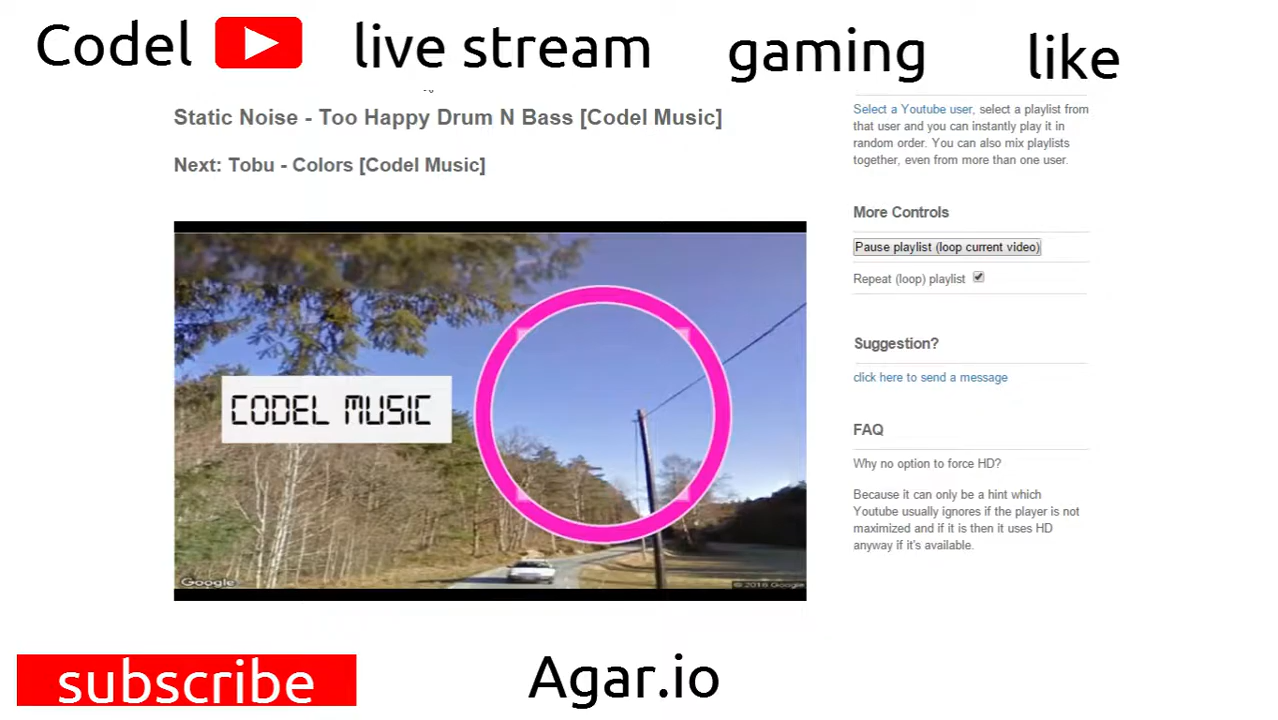 Codel live stream gaming like
Static Noise - Too Happy Drum N Bass [Codel Music]
Next: Tobu - Colors [Codel Music]
CODEL MUSIC
Google
© 2016 Google
Select a Youtube user, select a playlist from
that user and you can instantly play it in
random order. You can also mix playlists
together, even from more than one user.
More Controls
Pause playlist (loop current video)
Repeat (loop) playlist
Suggestion?
click here to send a message
FAQ
Why no option to force HD?
Because it can only be a hint which
Youtube usually ignores if the player is not
maximized and if it is then it uses HD
anyway if it's available.
subscribe
Agar.io